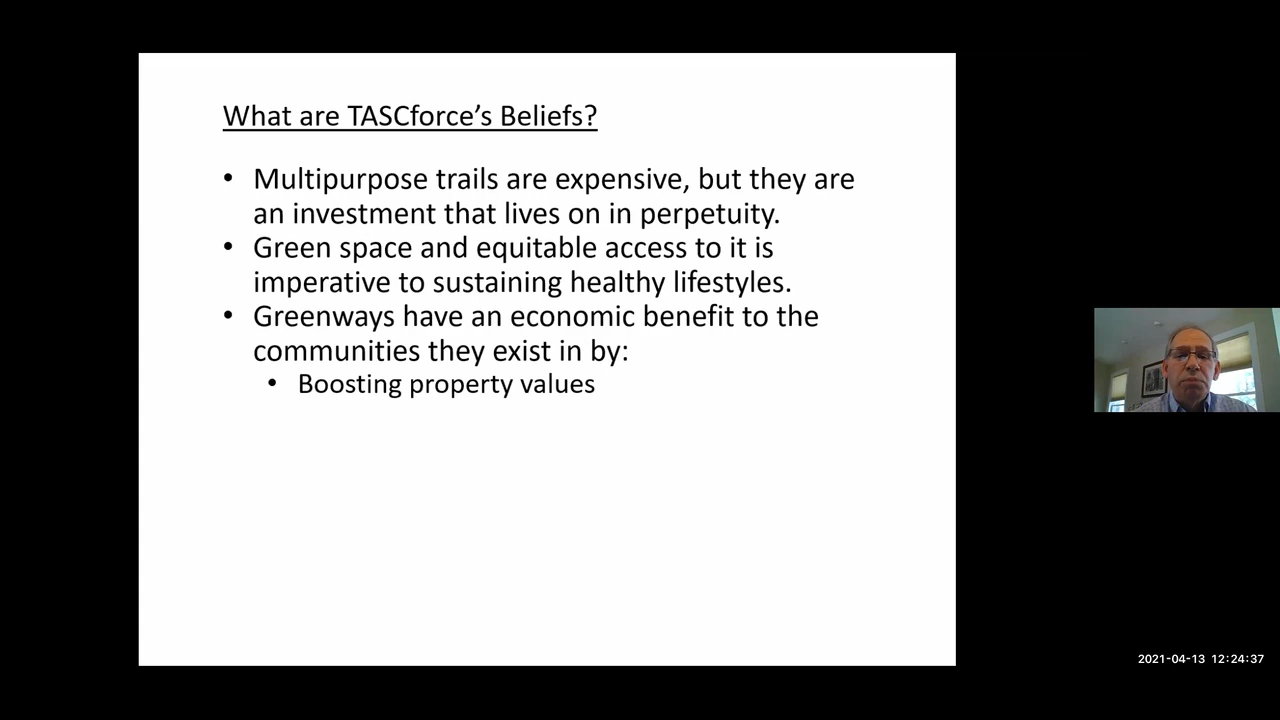 What are TASCforce’s Beliefs?
• Multipurpose trails are expensive, but they are
an investment that lives on in perpetuity.
• Green space and equitable access to it is
imperative to sustaining healthy lifestyles.
• Greenways have an economic benefit to the
communities they exist in by:
• Boosting property values
2021-04-13 12:24:37